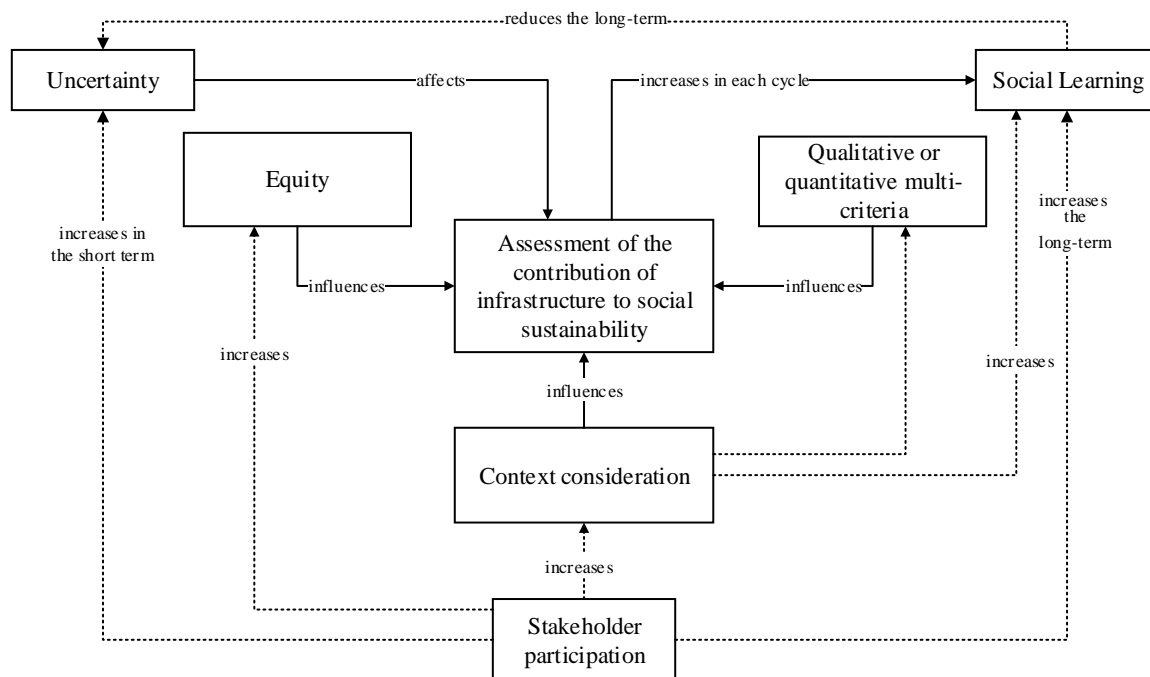 reduces the long-term
Uncertainty
affects
increases in each cycle
Social Learning
Equity
Qualitative or
quantitative multi-
criteria
increases in
the short term
increases
the
long-term
Assessment of the
contribution of
infrastructure to social
sustainability
influences
influences
increases
increases
influences
Context consideration
increases
Stakeholder
participation